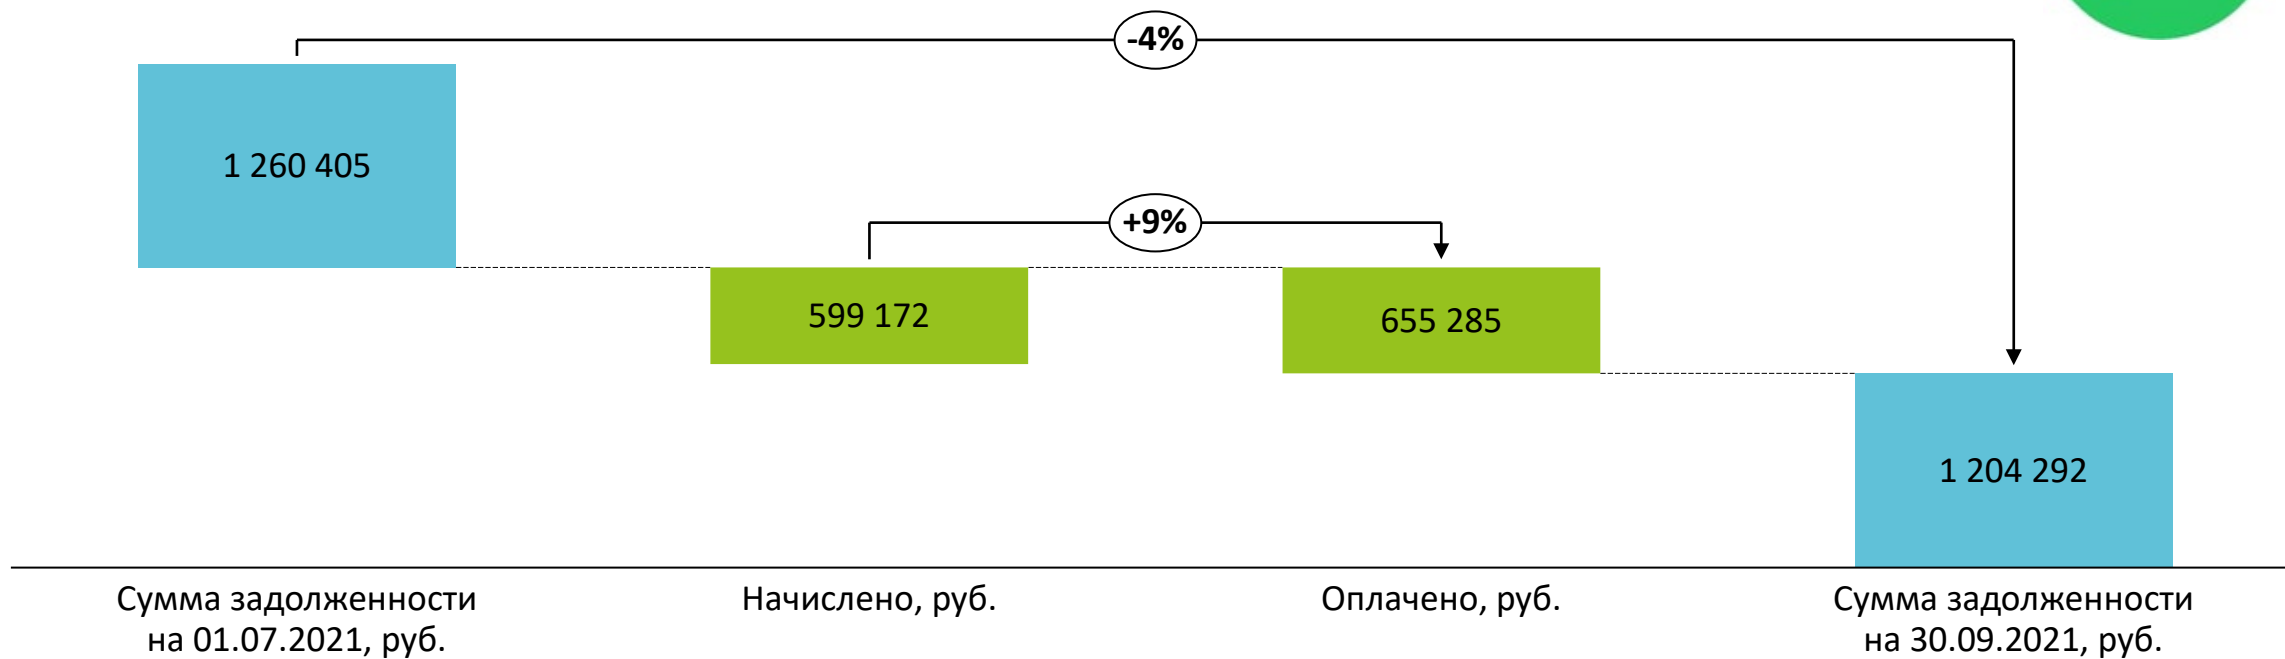 -4%
1 260 405
+9%
599 172
655 285
1 204 292
Сумма задолженности
на 01.07.2021, руб.
Начислено, руб.
Оплачено, руб.
Сумма задолженности
на 30.09.2021, руб.